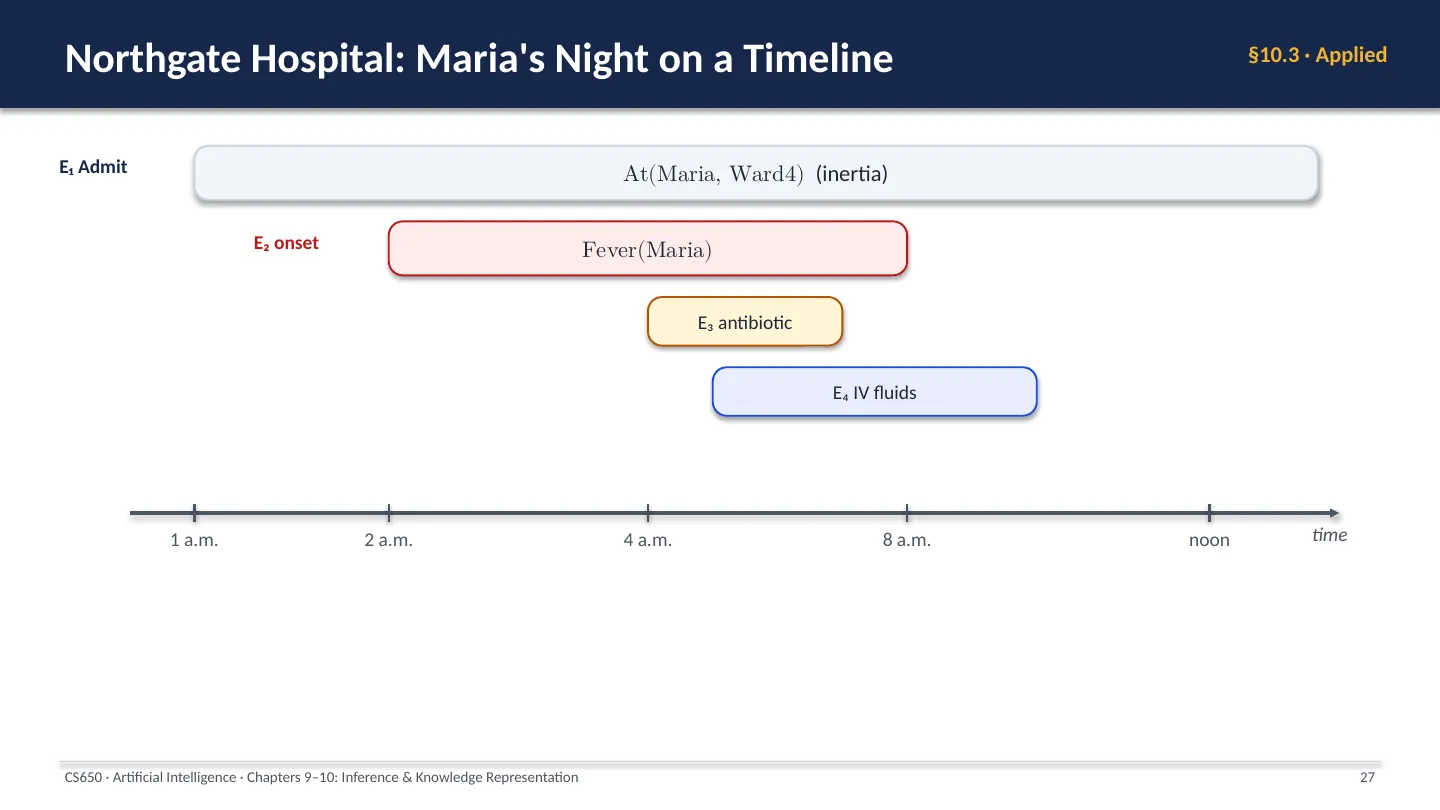 Northgate Hospital: Maria's Night on a Timeline
§10.3 · Applied
E₁ Admit
At(Maria, Ward4) (inertia)
E₂ onset
Fever(Maria)
E₃ antibiotic
E₄ IV fluids
1 a.m.
2 a.m.
4 a.m.
8 a.m.
noon
time
CS650 · Artificial Intelligence · Chapters 9–10: Inference & Knowledge Representation
27